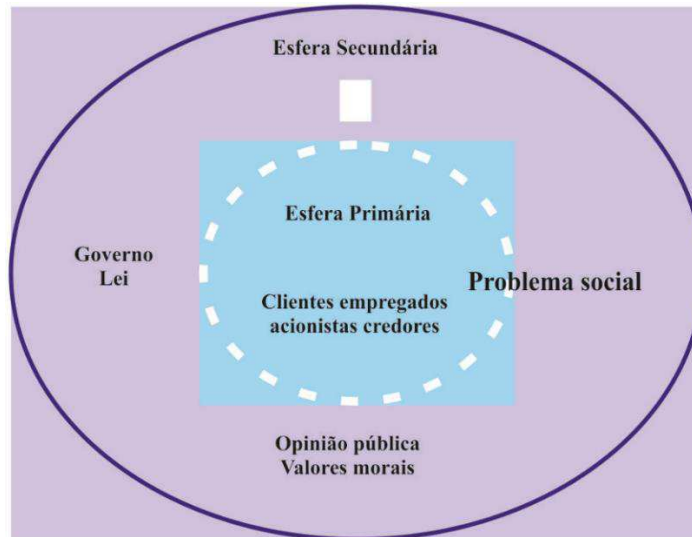 Esfera Secundária
Esfera Primária
Governo
Lei
Problema social
Clientes empregados
acionistas credores
Opinião pública
Valores morais